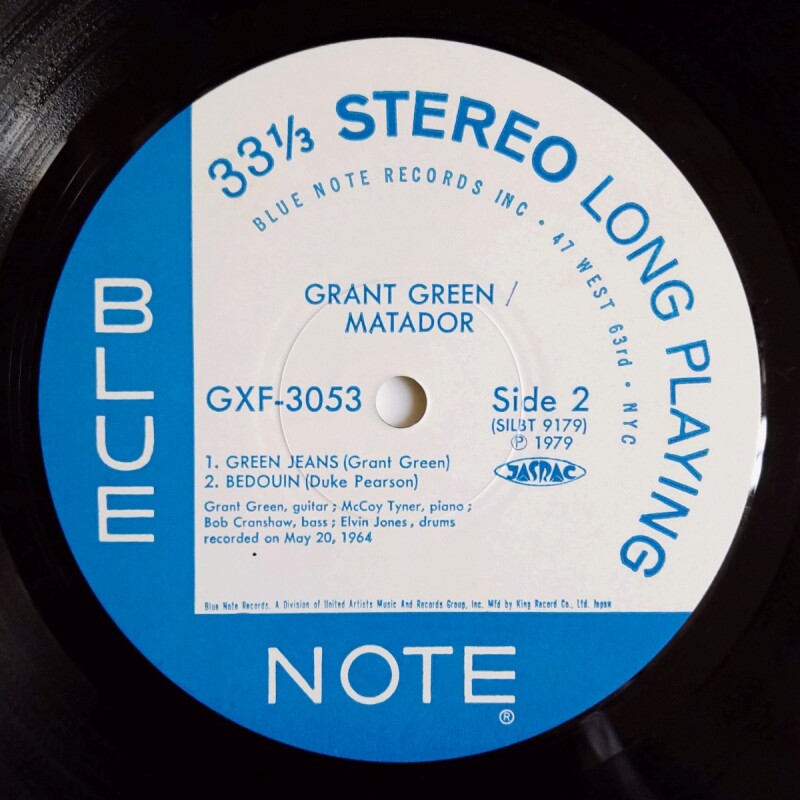 33⅓ STEREO LONG PLAYING
BLUE NOTE RECORDS INC • 47 WEST 63rd • NYC
GRANT GREEN /
MATADOR
GXF-3053
Side 2
(SILBT 9179)
Ⓟ 1979
JASRAC
1. GREEN JEANS (Grant Green)
2. BEDOUIN (Duke Pearson)
Grant Green, guitar ; McCoy Tyner, piano ;
Bob Cranshaw, bass ; Elvin Jones, drums
recorded on May 20, 1964
Blue Note Records. A Division of United Artists Music And Records Group, Inc. Mfd by King Record Co., Ltd. Japan
BLUE
NOTE
®